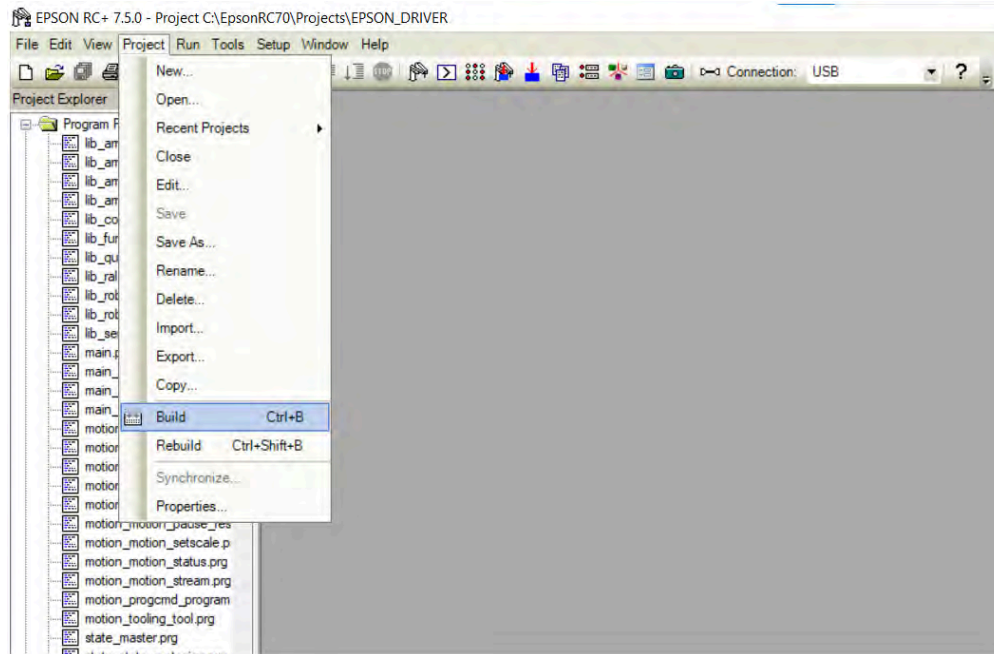 EPSON RC+ 7.5.0 - Project C:\EpsonRC70\Projects\EPSON_DRIVER
File Edit View Project Run Tools Setup Window Help
Connection: USB
?
Project Explorer
Program
New...
Open...
Recent Projects
Close
Edit...
Save
Save As...
Rename...
Delete...
Import...
Export...
Copy...
Build Ctrl+B
Rebuild Ctrl+Shift+B
Synchronize...
Properties...
lib_am
lib_am
lib_am
lib_am
lib_co
lib_fur
lib_qu
lib_ral
lib_rob
lib_rob
lib_se
main.p
main_
main_
main_
motion
motion
motion
motion
motion
motion_motion_pause_res
motion_motion_setscale.p
motion_motion_status.prg
motion_motion_stream.prg
motion_progcmd_program
motion_tooling_tool.prg
state_master.prg